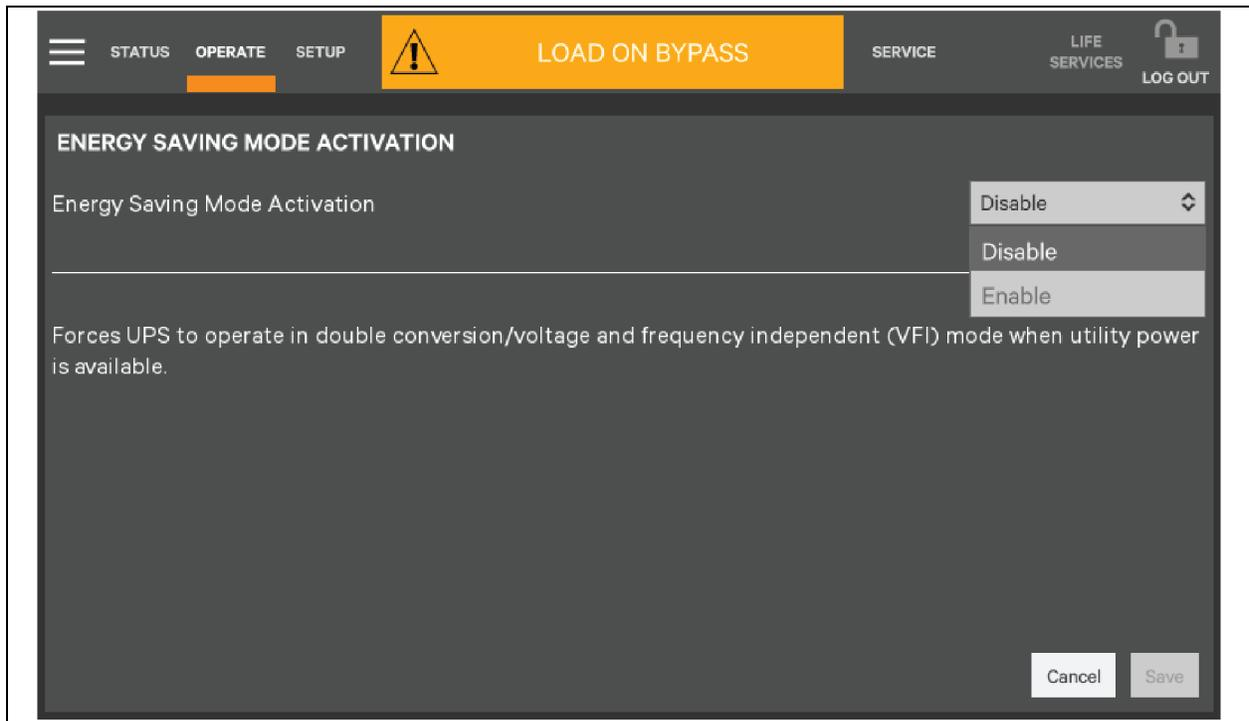 STATUS OPERATE SETUP LOAD ON BYPASS SERVICE LIFE SERVICES LOG OUT
ENERGY SAVING MODE ACTIVATION
Energy Saving Mode Activation Disable
Disable
Enable
Forces UPS to operate in double conversion/voltage and frequency independent (VFI) mode when utility power
is available.
Cancel Save